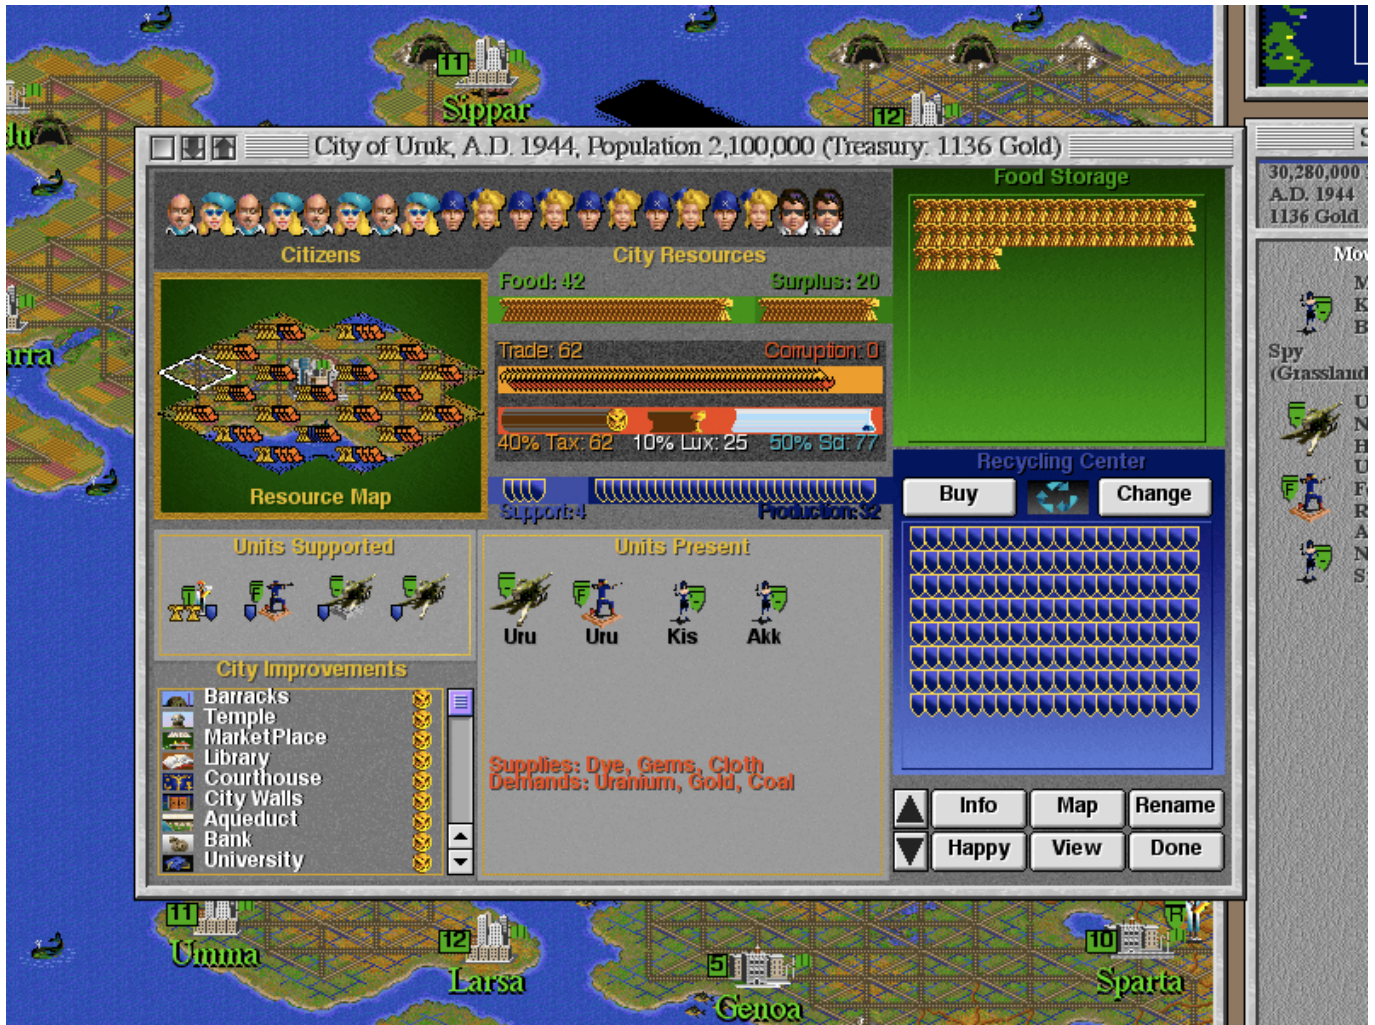 11
Sippar
12
City of Uruk, A.D. 1944, Population 2,100,000 (Treasury: 1136 Gold)
30,280,000
A.D. 1944
1136 Gold
Citizens
City Resources
Food Storage
Food: 42
Surplus: 20
Trade: 62
Corruption: 0
40% Tax: 62
10% Lux: 25
50% Sci: 77
Resource Map
Support: 4
Production: 32
Recycling Center
Buy
Change
Units Supported
T
F
Units Present
F
Uru
Uru
Kis
Akk
Spy
(Grassland
F
City Improvements
Barracks
Temple
MarketPlace
Library
Courthouse
City Walls
Aqueduct
Bank
University
Supplies: Dye, Gems, Cloth
Demands: Uranium, Gold, Coal
Info
Map
Rename
Happy
View
Done
11
Umma
12
Larsa
5
Genoa
10
Sparta
R